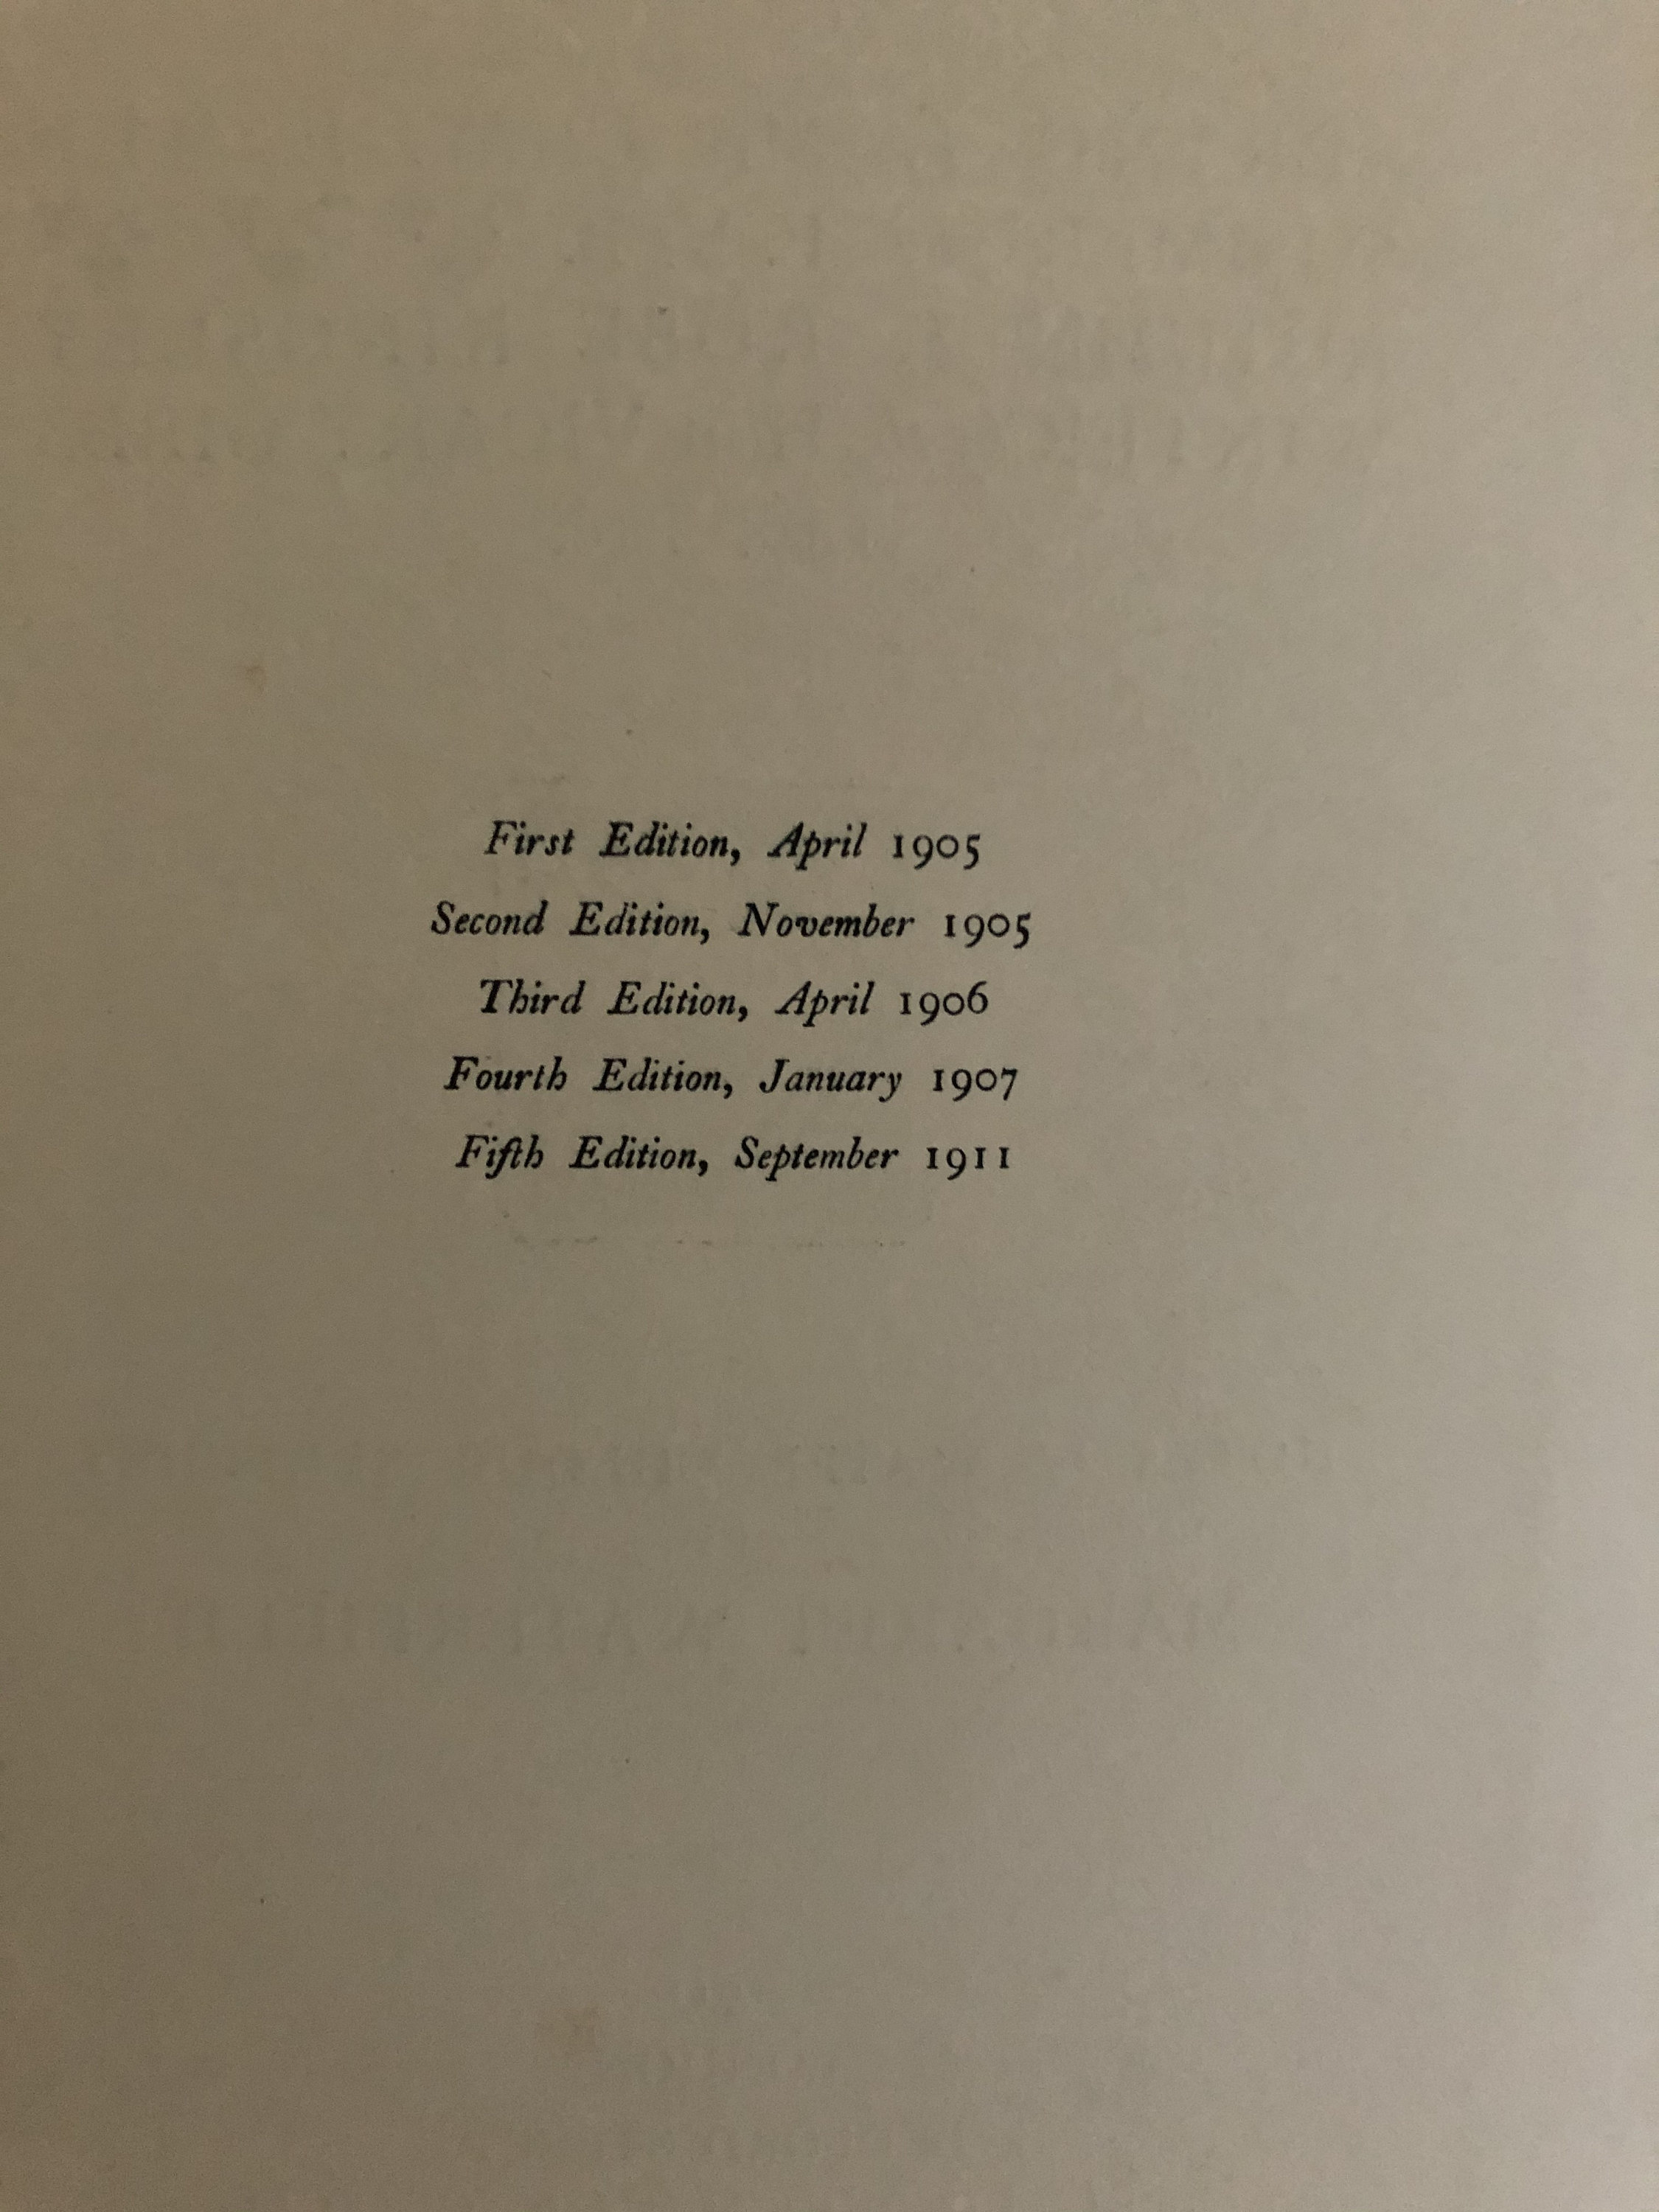 First Edition, April 1905
Second Edition, November 1905
Third Edition, April 1906
Fourth Edition, January 1907
Fifth Edition, September 1911